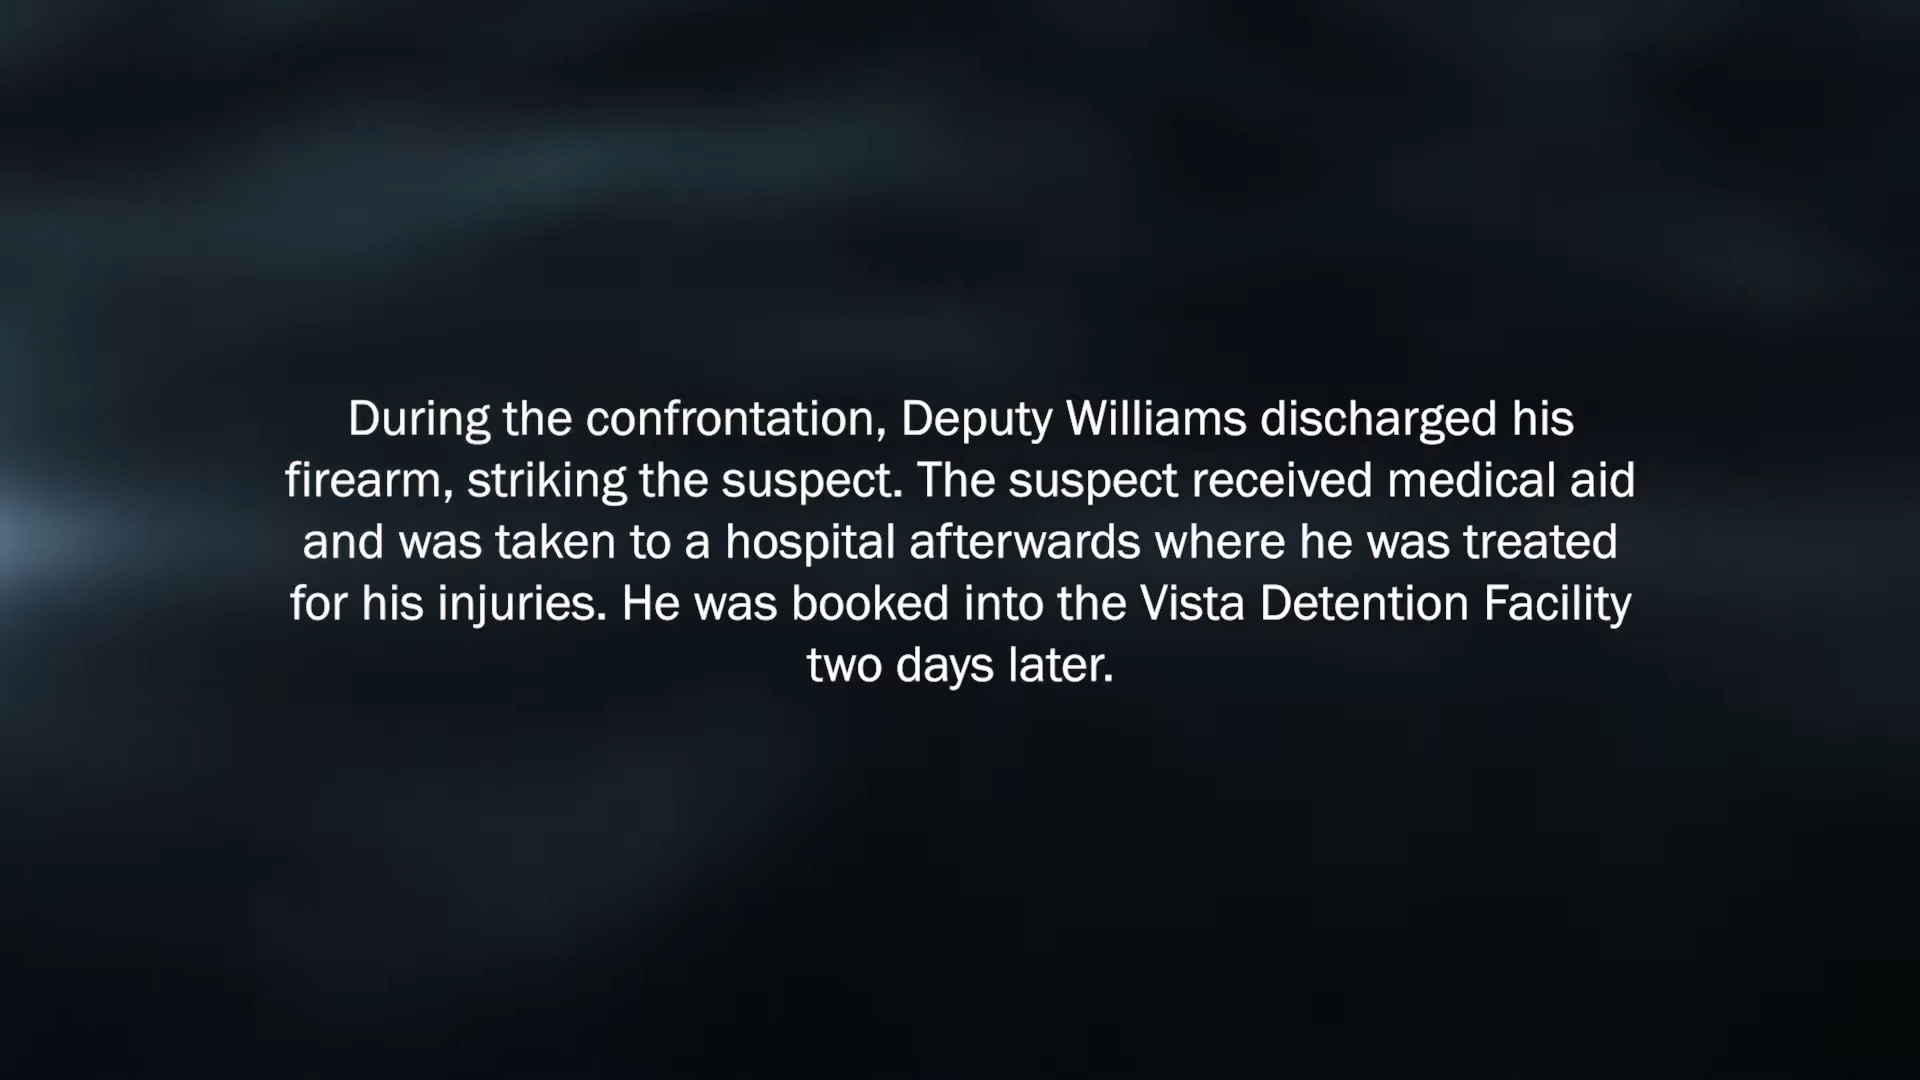 During the confrontation, Deputy Williams discharged his
firearm, striking the suspect. The suspect received medical aid
and was taken to a hospital afterwards where he was treated
for his injuries. He was booked into the Vista Detention Facility
two days later.